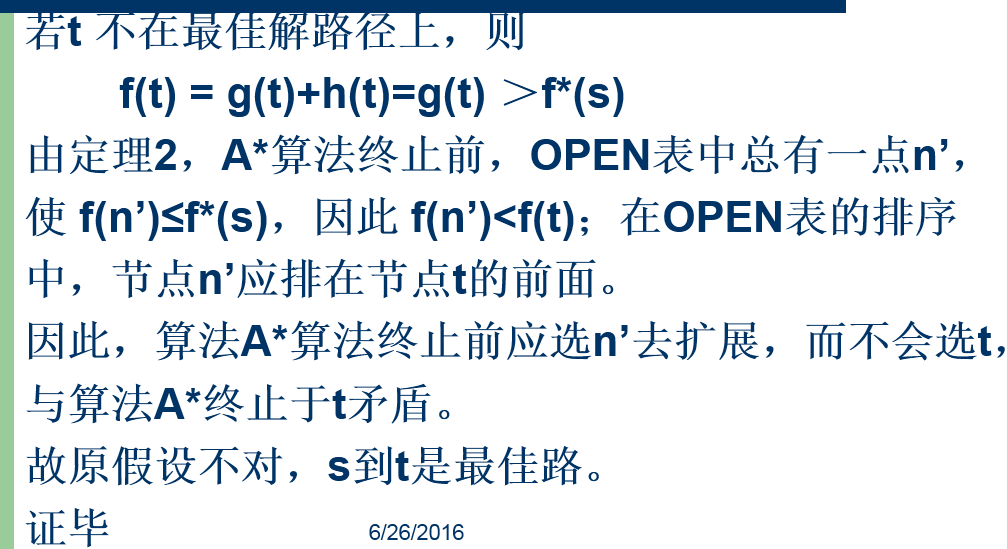 若t 不在最佳解路径上，则
f(t) = g(t)+h(t)=g(t) ＞f*(s)
由定理2，A*算法终止前，OPEN表中总有一点n’，
使 f(n’)≤f*(s)，因此 f(n’)<f(t)；在OPEN表的排序
中，节点n’应排在节点t的前面。
因此，算法A*算法终止前应选n’去扩展，而不会选t，
与算法A*终止于t矛盾。
故原假设不对，s到t是最佳路。
证毕
6/26/2016